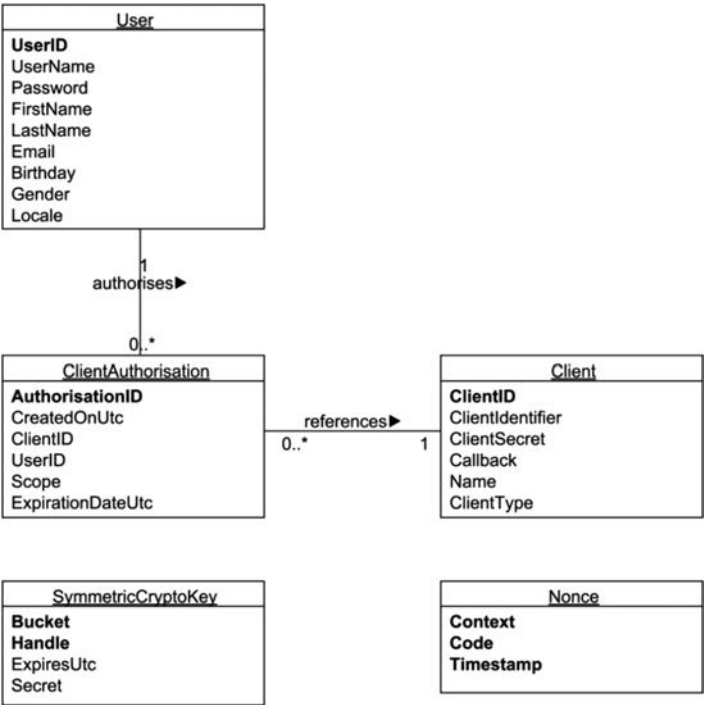 User
UserID
UserName
Password
FirstName
LastName
Email
Birthday
Gender
Locale
1
authorises▶
0..*
ClientAuthorisation
AuthorisationID
CreatedOnUtc
ClientID
UserID
Scope
ExpirationDateUtc
references▶
0..*
1
Client
ClientID
ClientIdentifier
ClientSecret
Callback
Name
ClientType
SymmetricCryptoKey
Bucket
Handle
ExpiresUtc
Secret
Nonce
Context
Code
Timestamp